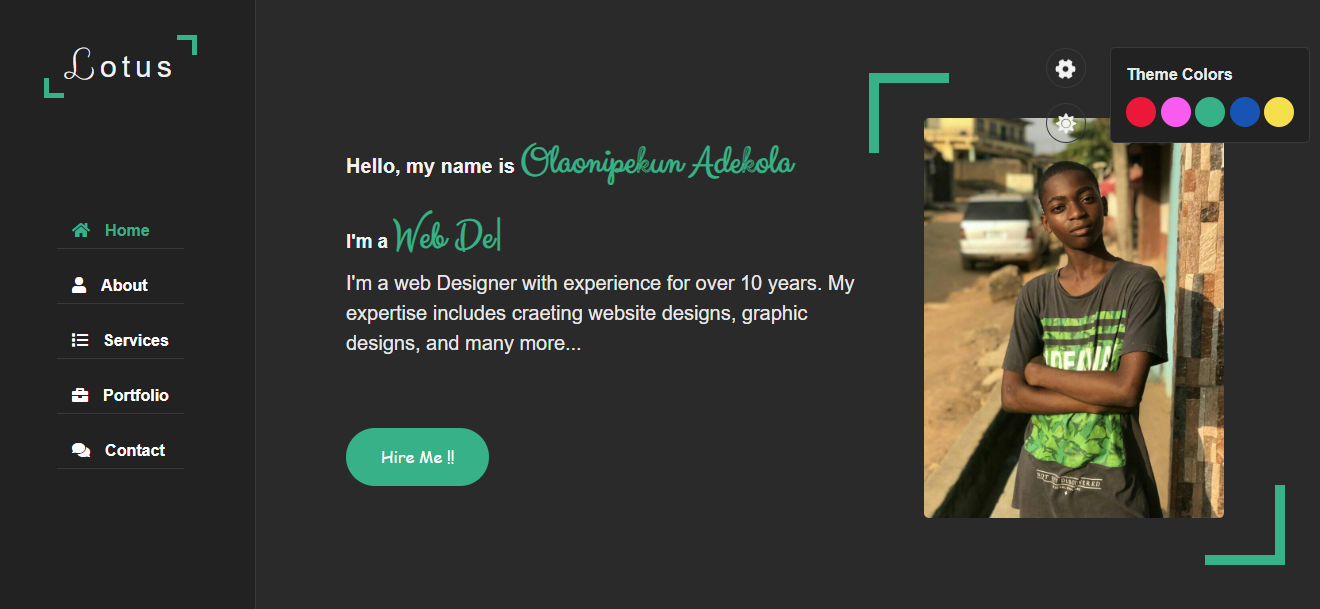 Lotus
Home
About
Services
Portfolio
Contact
Hello, my name is Olaonipekun Adekola
I'm a Web De
I'm a web Designer with experience for over 10 years. My
expertise includes craeting website designs, graphic
designs, and many more...
Hire Me !!
Theme Colors